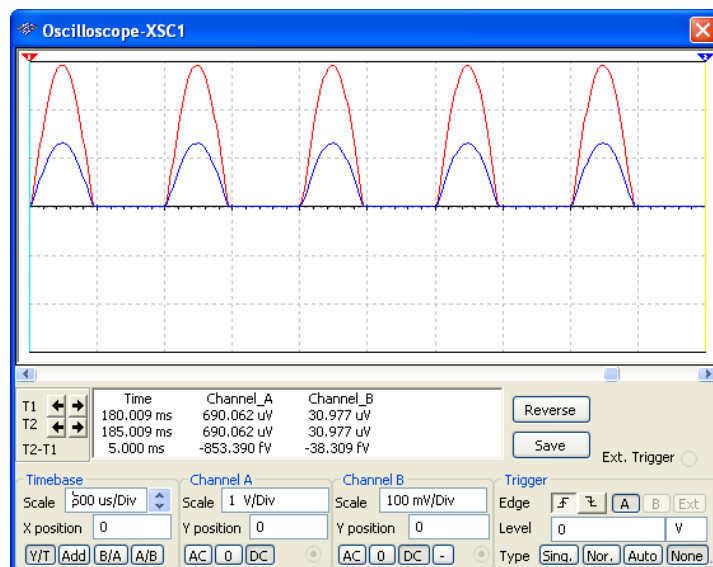 Oscilloscope-XSC1
T1
T2
T2-T1
Time Channel_A Channel_B
180.009 ms 690.062 uV 30.977 uV
185.009 ms 690.062 uV 30.977 uV
5.000 ms -853.390 fV -38.309 fV
Reverse
Save
Ext. Trigger
Timebase
Scale 500 us/Div
X position 0
Y/T Add B/A A/B
Channel A
Scale 1 V/Div
Y position 0
AC 0 DC
Channel B
Scale 100 mV/Div
Y position 0
AC 0 DC -
Trigger
Edge A B Ext
Level 0 V
Type Sing. Nor. Auto None